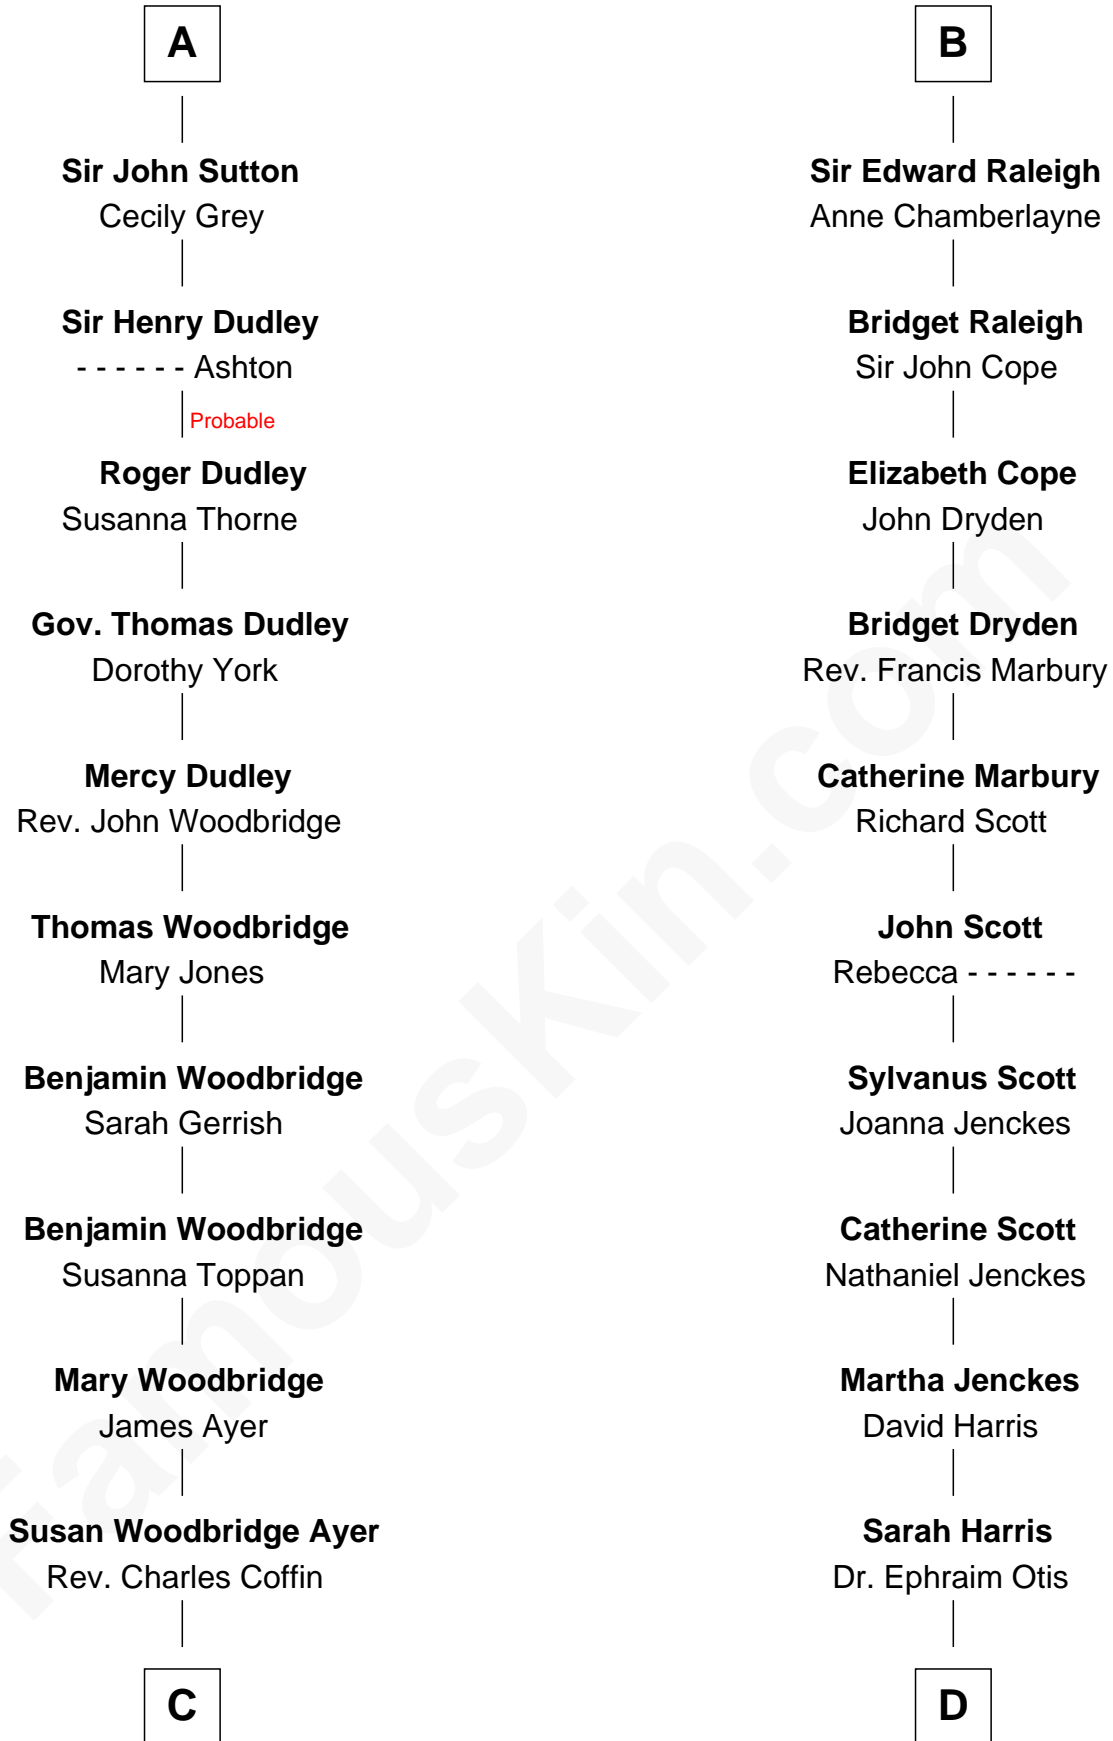 A
Sir John Sutton
Cecily Grey
Sir Henry Dudley
- - - - - - Ashton
Probable
Roger Dudley
Susanna Thorne
Gov. Thomas Dudley
Dorothy York
Mercy Dudley
Rev. John Woodbridge
Thomas Woodbridge
Mary Jones
Benjamin Woodbridge
Sarah Gerrish
Benjamin Woodbridge
Susanna Toppan
Mary Woodbridge
James Ayer
Susan Woodbridge Ayer
Rev. Charles Coffin
C
B
Sir Edward Raleigh
Anne Chamberlayne
Bridget Raleigh
Sir John Cope
Elizabeth Cope
John Dryden
Bridget Dryden
Rev. Francis Marbury
Catherine Marbury
Richard Scott
John Scott
Rebecca - - - - - -
Sylvanus Scott
Joanna Jenckes
Catherine Scott
Nathaniel Jenckes
Martha Jenckes
David Harris
Sarah Harris
Dr. Ephraim Otis
D
FamousKin.com